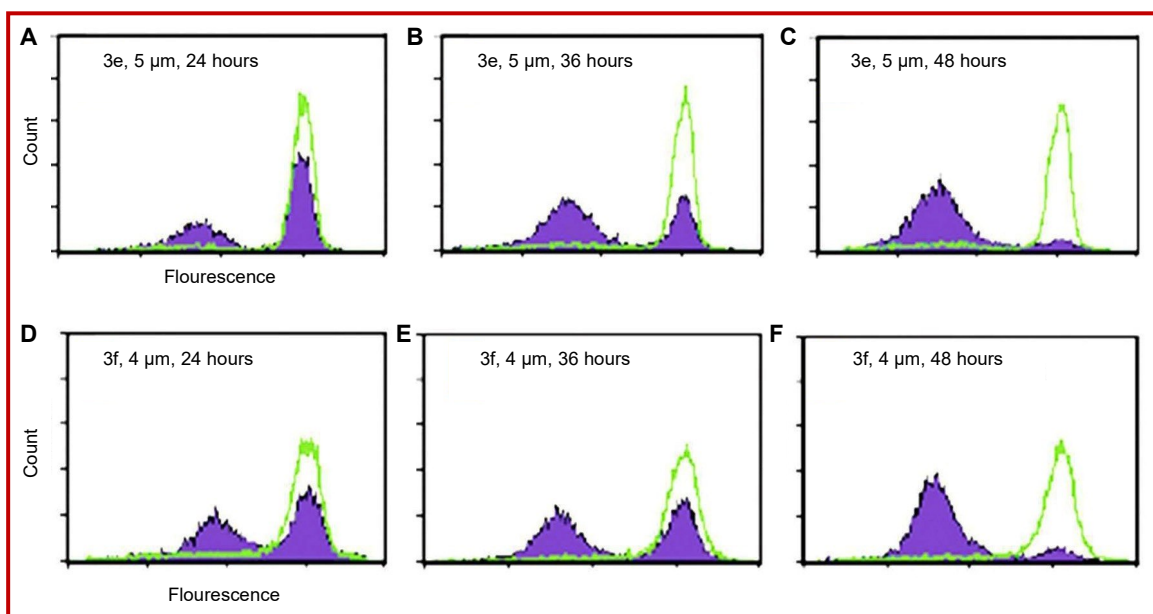 A
3e, 5 µm, 24 hours
B
3e, 5 µm, 36 hours
C
3e, 5 µm, 48 hours
Count
Flourescence
D
3f, 4 µm, 24 hours
E
3f, 4 µm, 36 hours
F
3f, 4 µm, 48 hours
Count
Flourescence